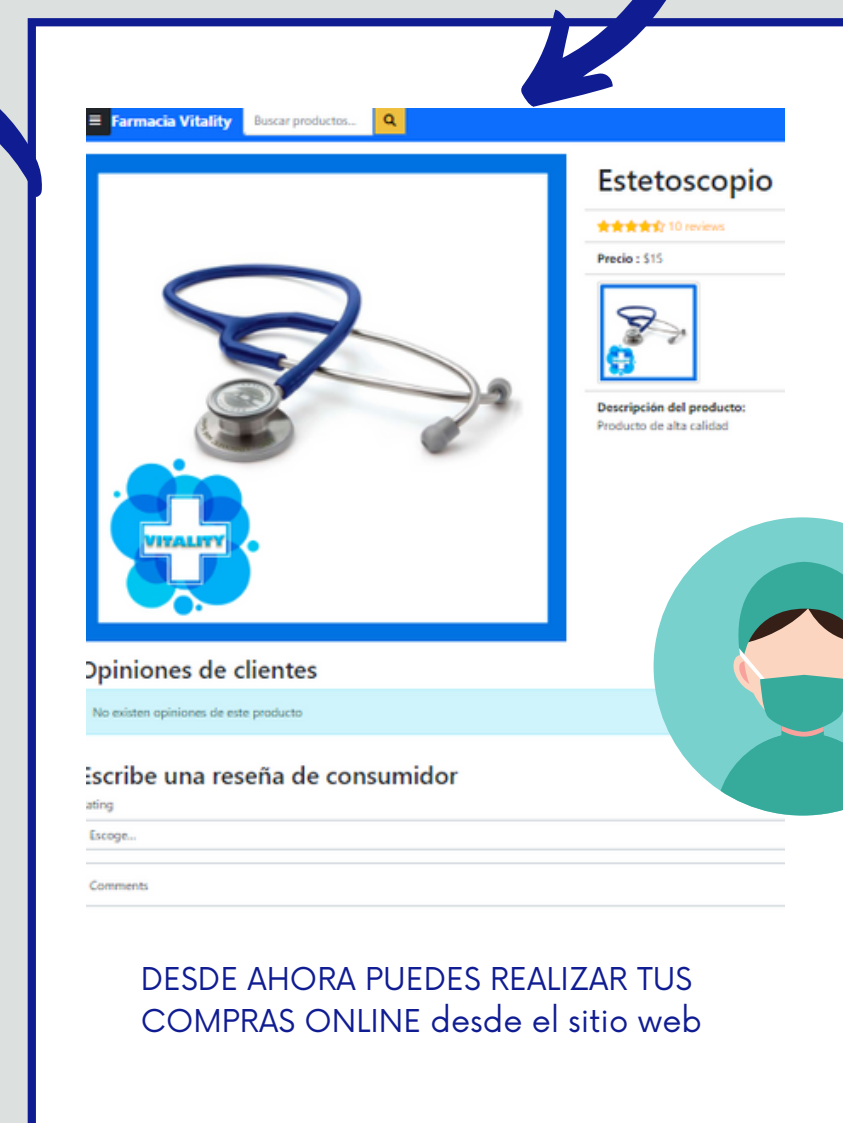 Farmacia Vitality
Buscar productos...
Estetoscopio
10 reviews
Precio : $15
Descripción del producto:
Producto de alta calidad
VITALITY
Opiniones de clientes
No existen opiniones de este producto
Escribe una reseña de consumidor
ating
Escoge...
Comments
DESDE AHORA PUEDES REALIZAR TUS
COMPRAS ONLINE desde el sitio web